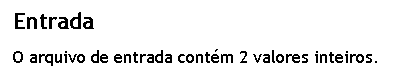 Entrada
O arquivo de entrada contém 2 valores inteiros.